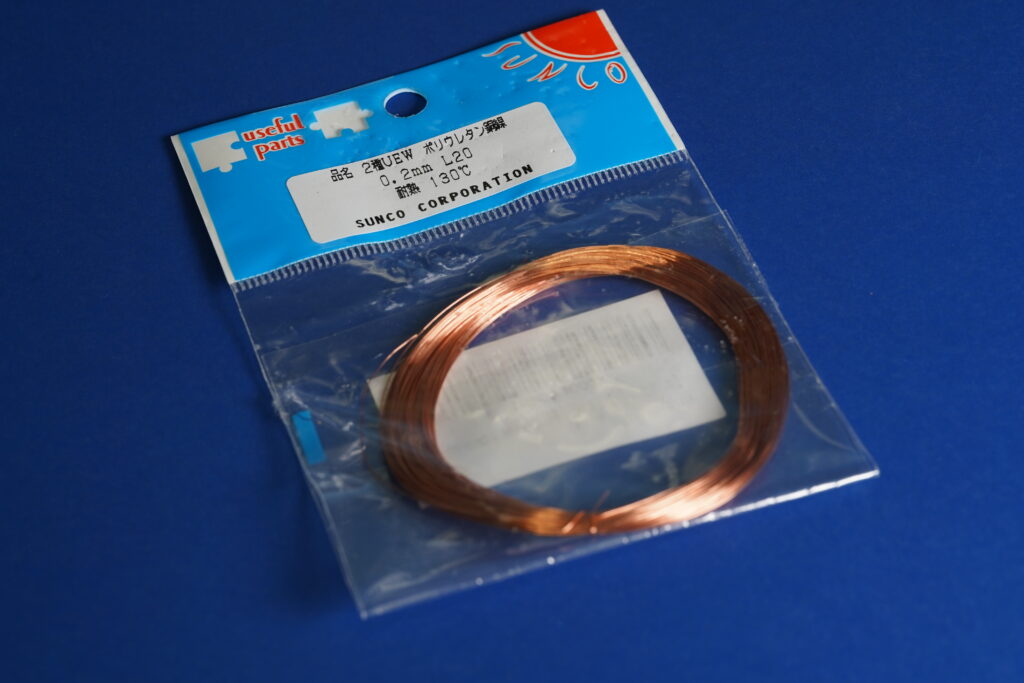 useful
parts
SUNCO
品名 2種UEW ポリウレタン銅線
0.2mm L20
耐熱 130℃
SUNCO CORPORATION